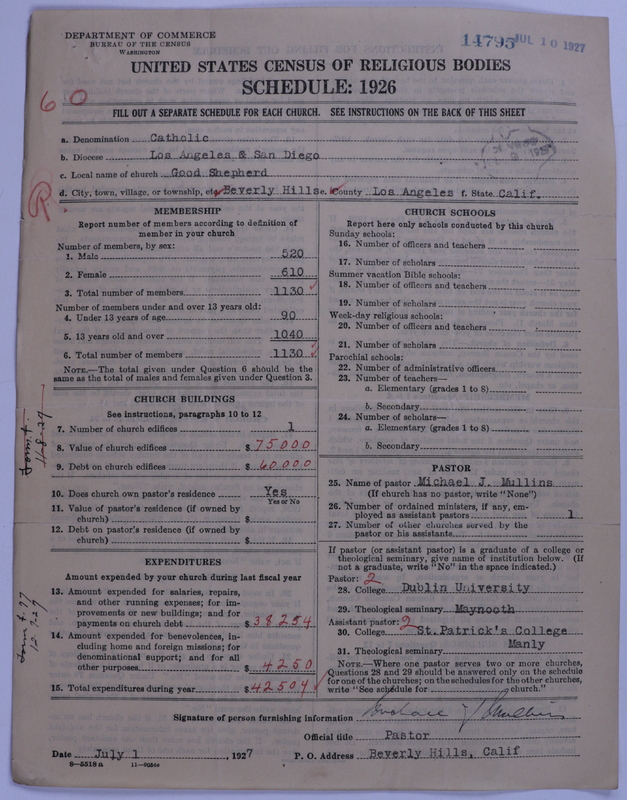 DEPARTMENT OF COMMERCE
BUREAU OF THE CENSUS
WASHINGTON
14795 JUL 10 1927
UNITED STATES CENSUS OF RELIGIOUS BODIES
SCHEDULE: 1926
60
FILL OUT A SEPARATE SCHEDULE FOR EACH CHURCH. SEE INSTRUCTIONS ON THE BACK OF THIS SHEET
a. Denomination Catholic
b. Diocese Los Angeles & San Diego
c. Local name of church Good Shepherd
d. City, town, village, or township, etc. Beverly Hills e. County Los Angeles f. State Calif.
R
MEMBERSHIP
Report number of members according to definition of
member in your church
Number of members, by sex:
1. Male 520
2. Female 610
3. Total number of members 1130
Number of members under and over 13 years old:
4. Under 13 years of age 90
5. 13 years old and over 1040
6. Total number of members 1130
NOTE.—The total given under Question 6 should be
same as the total of males and females given under Question 3.
CHURCH BUILDINGS
See instructions, paragraphs 10 to 12
7. Number of church edifices 1
8. Value of church edifices $ 75000
9. Debt on church edifices $ 60000
10. Does church own pastor's residence Yes
Yes or No
11. Value of pastor's residence (if owned by
church) $
12. Debt on pastor's residence (if owned by
church) $
EXPENDITURES
Amount expended by your church during last fiscal year
13. Amount expended for salaries, repairs,
and other running expenses; for im-
provements or new buildings; and for
payments on church debt $ 38254
14. Amount expended for benevolences, in-
cluding home and foreign missions; for
denominational support; and for all
other purposes $ 4250
15. Total expenditures during year $ 42504
CHURCH SCHOOLS
Report here only schools conducted by this church
Sunday schools:
16. Number of officers and teachers
17. Number of scholars
Summer vacation Bible schools:
18. Number of officers and teachers
19. Number of scholars
Week-day religious schools:
20. Number of officers and teachers
21. Number of scholars
Parochial schools:
22. Number of administrative officers
23. Number of teachers—
a. Elementary (grades 1 to 8)
b. Secondary
24. Number of scholars—
a. Elementary (grades 1 to 8)
b. Secondary
PASTOR
25. Name of pastor Michael J. Mullins
(If church has no pastor, write "None")
26. Number of ordained ministers, if any, em-
ployed as assistant pastors 1
27. Number of other churches served by the
pastor or his assistants
If pastor (or assistant pastor) is a graduate of a college or
theological seminary, give name of institution below. (If
not a graduate, write "No" in the space indicated.)
Pastor: 2
28. College Dublin University
29. Theological seminary Maynooth
Assistant pastor: 2
30. College St. Patrick's College
Manly
31. Theological seminary
NOTE.—Where one pastor serves two or more churches,
Questions 28 and 29 should be answered only on the schedule
for one of the churches; on the schedules for the other churches,
write "See schedule for church."
Signature of person furnishing information Michael J Mullins
Official title Pastor
Date July 1, 1927 P. O. Address Beverly Hills, Calif
8—5518a 11—9054